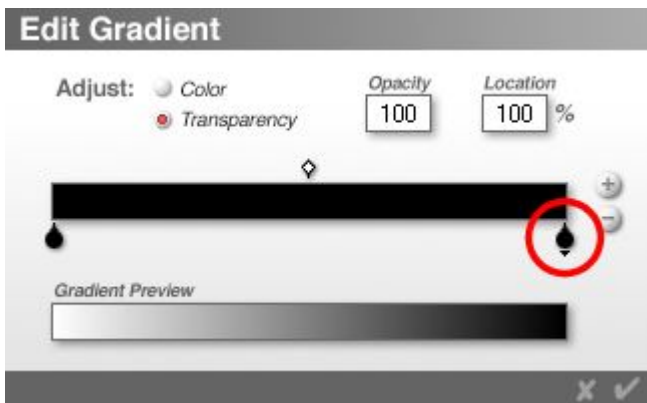 Edit Gradient
Adjust: Color Opacity Location
Transparency 100 100 %
Gradient Preview